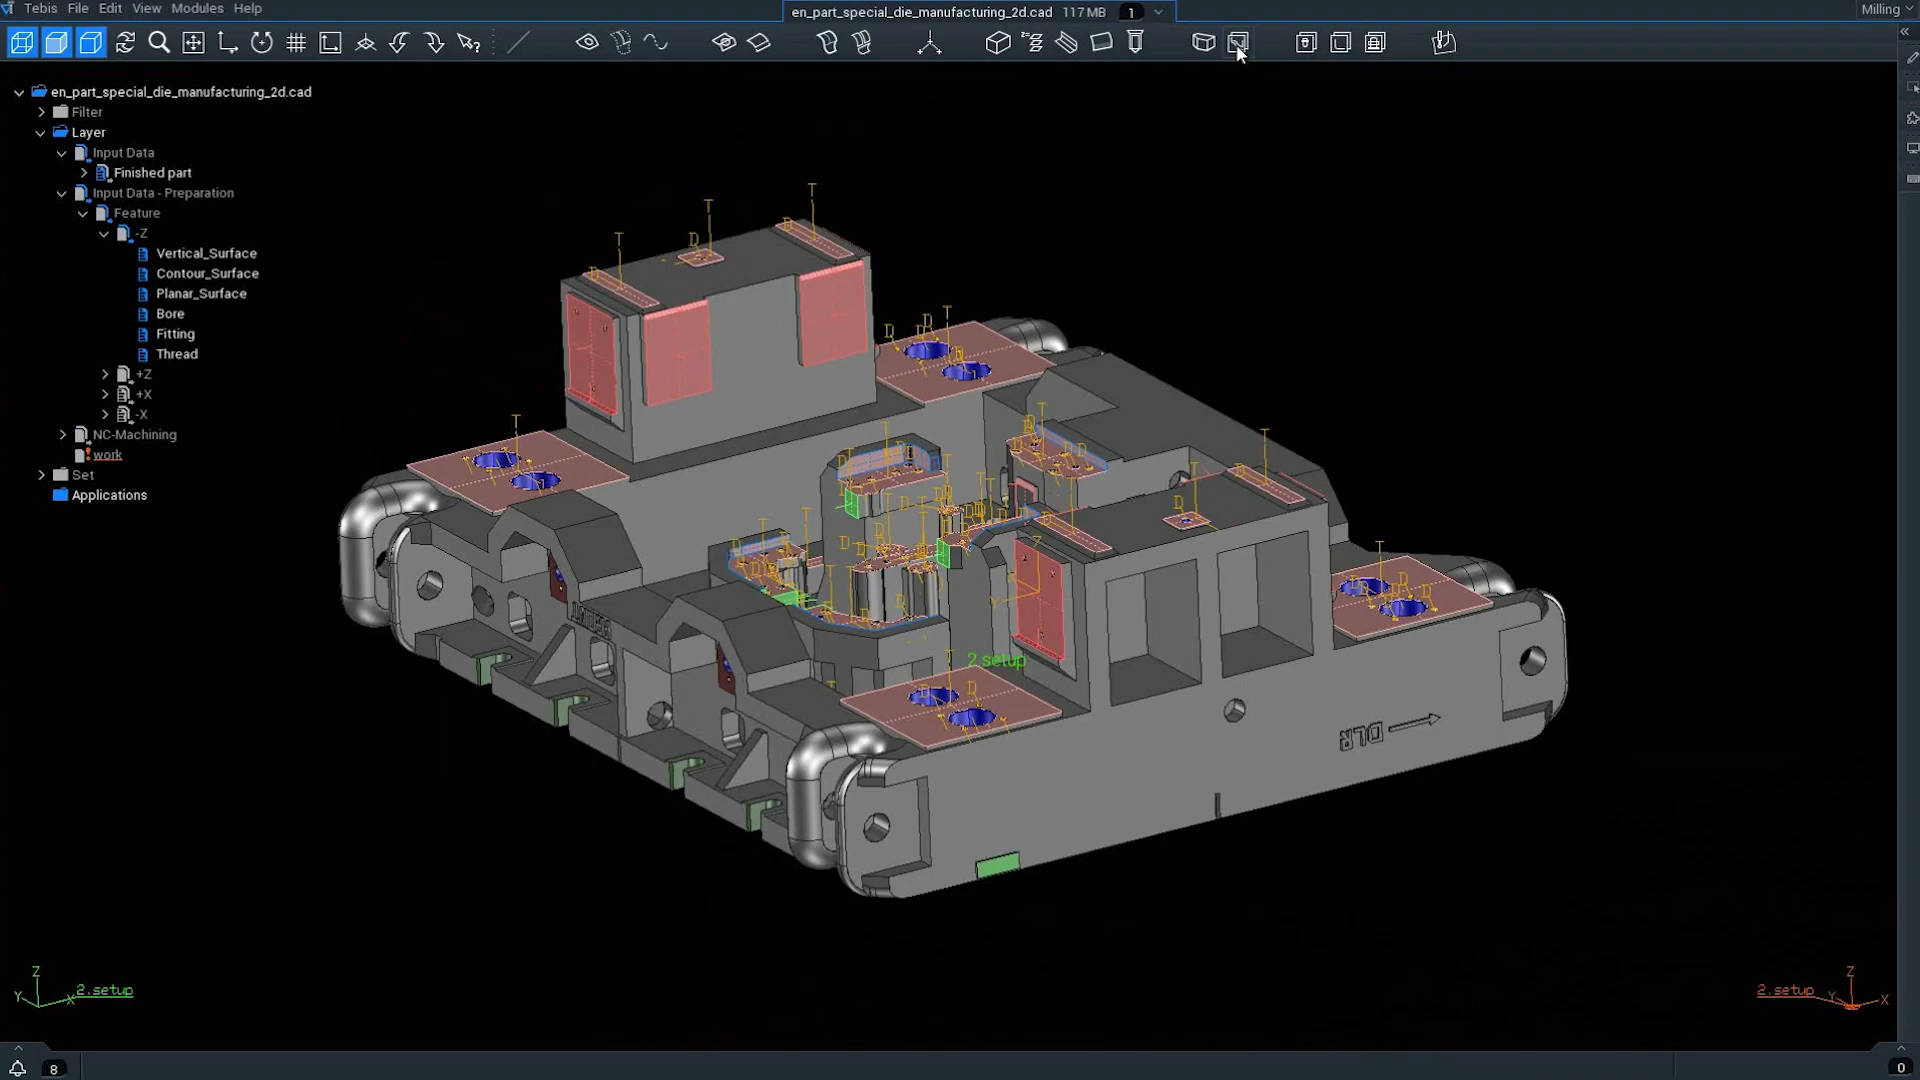 Tebis File Edit View Modules Help
en_part_special_die_manufacturing_2d.cad 117 MB 1
Milling
en_part_special_die_manufacturing_2d.cad
Filter
Layer
Input Data
Finished part
Input Data - Preparation
Feature
-Z
Vertical_Surface
Contour_Surface
Planar_Surface
Bore
Fitting
Thread
+Z
+X
-X
NC-Machining
work
Set
Applications
FRONT
2.setup
DLR
Z
Y
X
2.setup
Z
2.setup
Y
X
8
0